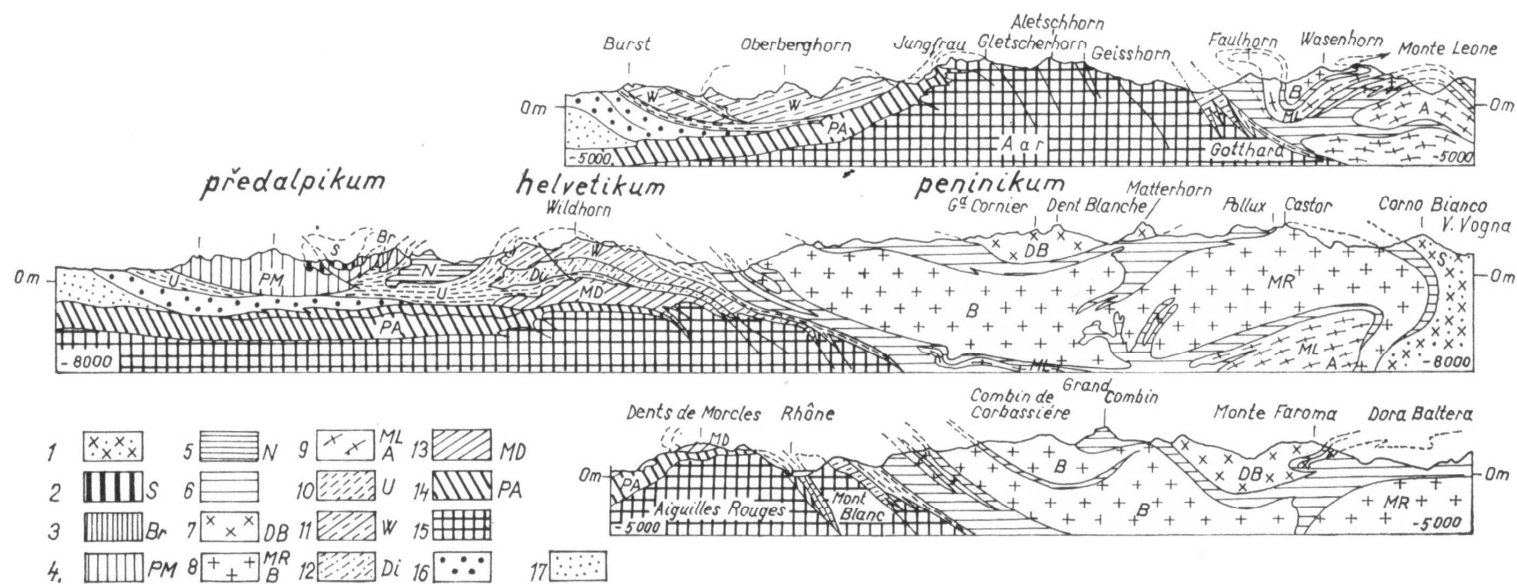 Aletschhorn
Burst Oberberghorn Jungfrau Gletscherhorn Geisshorn Faulhorn Wasenhorn Monte Leone
0m W W B 0m
PA ML A
-5000 Aar Gotthard -5000
předalpikum helvetikum peninikum
Wildhorn Gd Cornier Dent Blanche Matterhorn Pollux Castor Corno Bianco
V. Vogna
S Br W DB S
0m U PM N Di MR 0m
U MD B
PA ML
-8000 ML A -8000
Dents de Morcles Rhône Combin de Corbassiére Grand Combin Monte Faroma Dora Baltera
MD
0m PA B DB 0m
Aiguilles Rouges Mont Blanc B MR
-5000 -5000
1 5 N 9 ML A 13 MD
2 S 6 10 U 14 PA
3 Br 7 DB 11 W 15
4. PM 8 MR B 12 Di 16 17